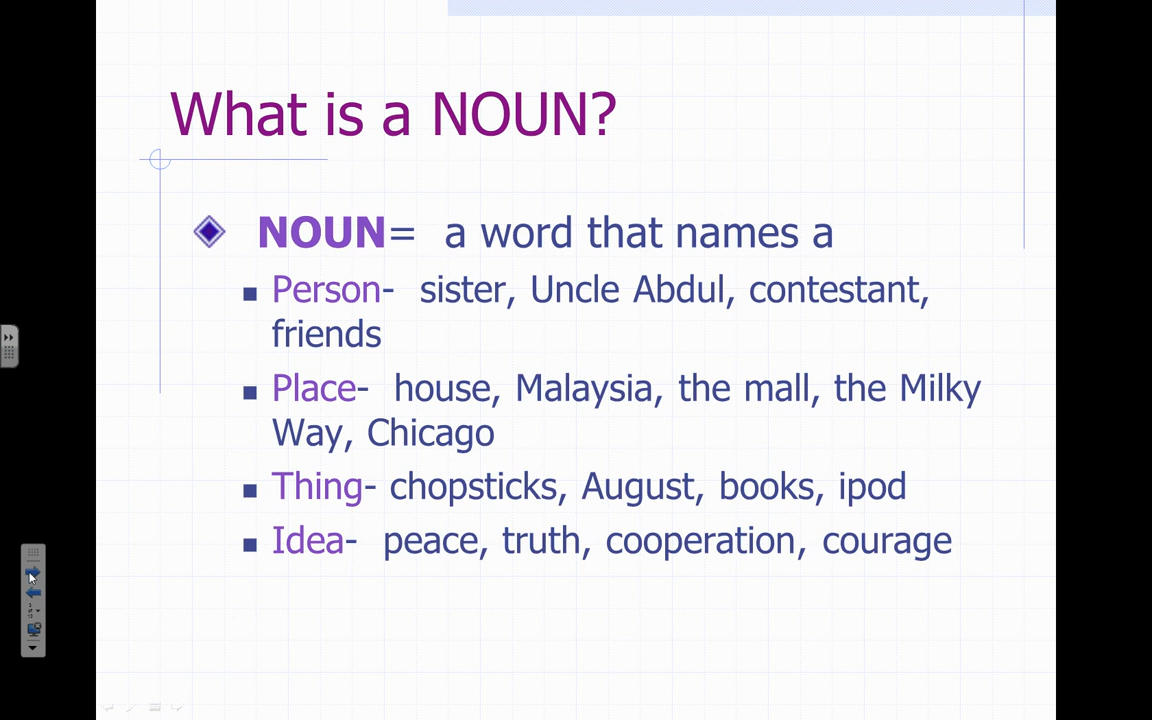 What is a NOUN?
NOUN= a word that names a
Person- sister, Uncle Abdul, contestant,
friends
Place- house, Malaysia, the mall, the Milky
Way, Chicago
Thing- chopsticks, August, books, ipod
Idea- peace, truth, cooperation, courage